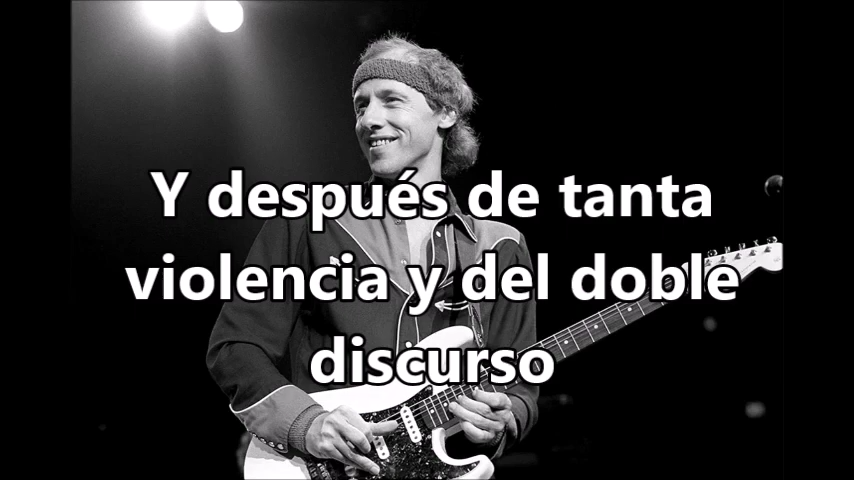 Y después de tanta
violencia y del doble
discurso